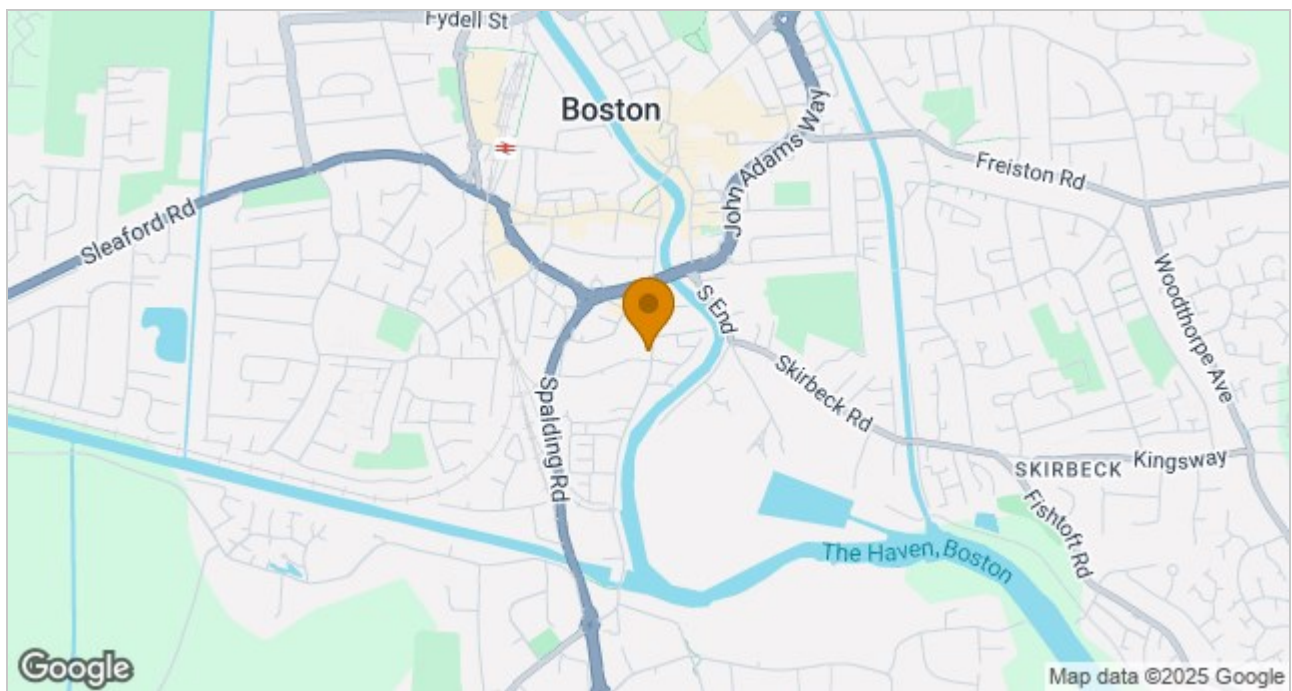 Fydell St
Boston
John Adams Way
Freiston Rd
Sleaford Rd
Woodthorpe Ave
S End
Skirbeck Rd
Spalding Rd
SKIRBECK
Kingsway
Fishtoft Rd
The Haven, Boston
Google
Map data ©2025 Google